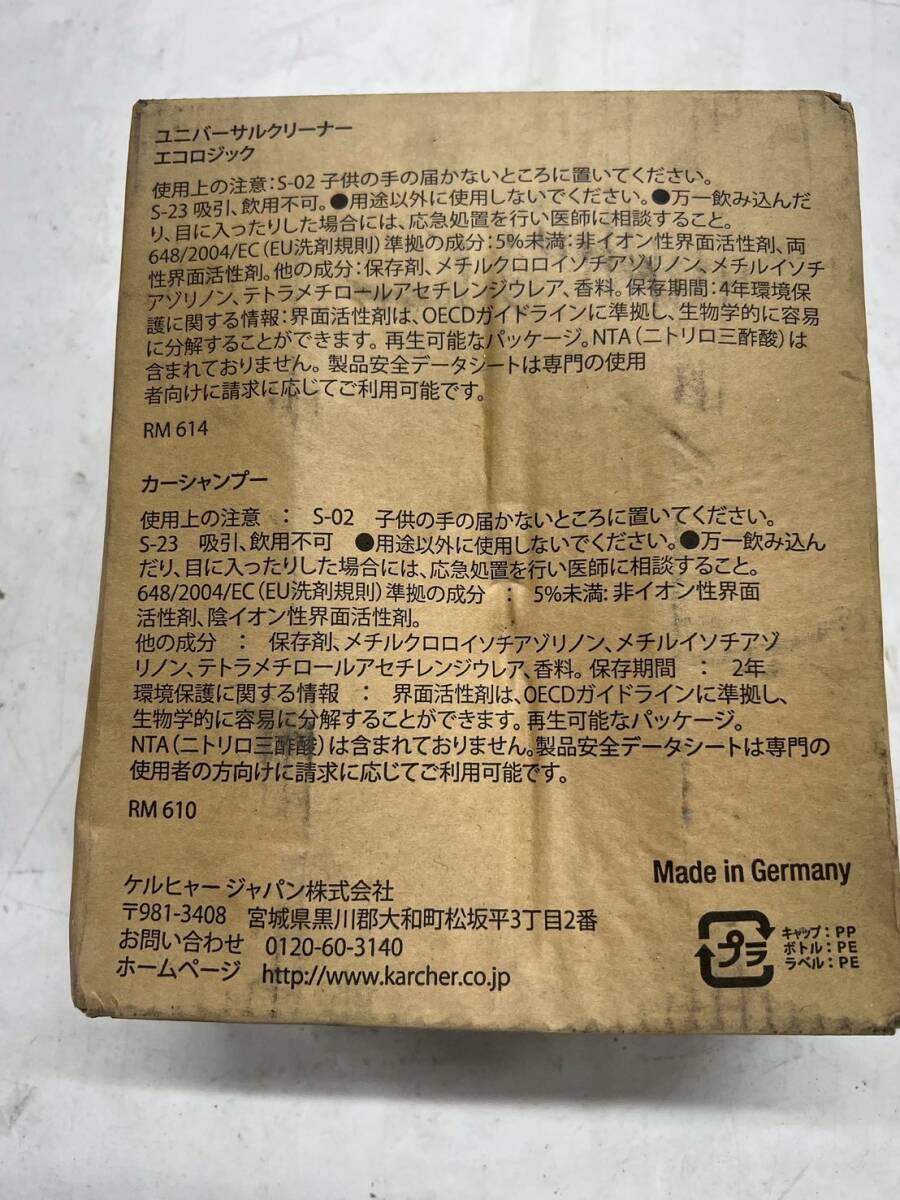 ユニバーサルクリーナー
エコロジック
使用上の注意：S-02 子供の手の届かないところに置いてください。
S-23 吸引、飲用不可。●用途以外に使用しないでください。●万一飲み込んだ
り、目に入ったりした場合には、応急処置を行い医師に相談すること。
648/2004/EC（EU洗剤規則）準拠の成分：5%未満：非イオン性界面活性剤、両
性界面活性剤。他の成分：保存剤、メチルクロロイソチアゾリノン、メチルイソチ
アゾリノン、テトラメチロールアセチレンジウレア、香料。保存期間：4年環境保
護に関する情報：界面活性剤は、OECDガイドラインに準拠し、生物学的に容易
に分解することができます。再生可能なパッケージ。NTA（ニトリロ三酢酸）は
含まれておりません。製品安全データシートは専門の使用
者向けに請求に応じてご利用可能です。
RM 614
カーシャンプー
使用上の注意 ： S-02 子供の手の届かないところに置いてください。
S-23 吸引、飲用不可 ●用途以外に使用しないでください。●万一飲み込ん
だり、目に入ったりした場合には、応急処置を行い医師に相談すること。
648/2004/EC（EU洗剤規則）準拠の成分 ： 5%未満: 非イオン性界面
活性剤、陰イオン性界面活性剤。
他の成分 ： 保存剤、メチルクロロイソチアゾリノン、メチルイソチアゾ
リノン、テトラメチロールアセチレンジウレア、香料。保存期間 ： 2年
環境保護に関する情報 ： 界面活性剤は、OECDガイドラインに準拠し、
生物学的に容易に分解することができます。再生可能なパッケージ。
NTA（ニトリロ三酢酸）は含まれておりません。製品安全データシートは専門の
使用者の方向けに請求に応じてご利用可能です。
RM 610
Made in Germany
ケルヒャー ジャパン株式会社
〒981-3408 宮城県黒川郡大和町松坂平3丁目2番
お問い合わせ 0120-60-3140
ホームページ http://www.karcher.co.jp
プラ
キャップ：PP
ボトル：PE
ラベル：PE